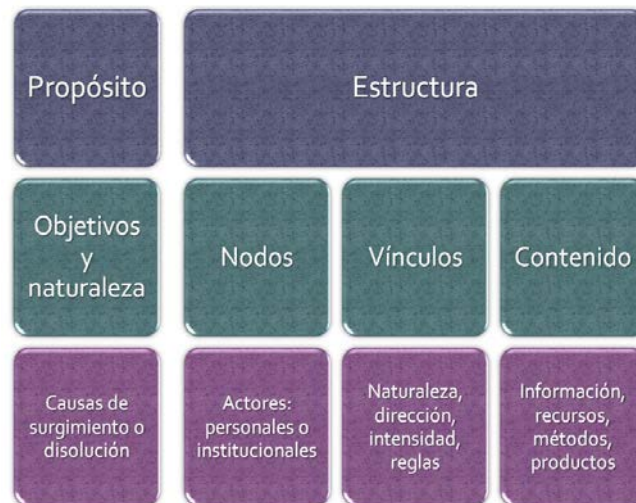 Propósito
Estructura
Objetivos
y
naturaleza
Nodos
Vínculos
Contenido
Causas de
surgimiento o
disolución
Actores:
personales o
institucionales
Naturaleza,
dirección,
intensidad,
reglas
Información,
recursos,
métodos,
productos